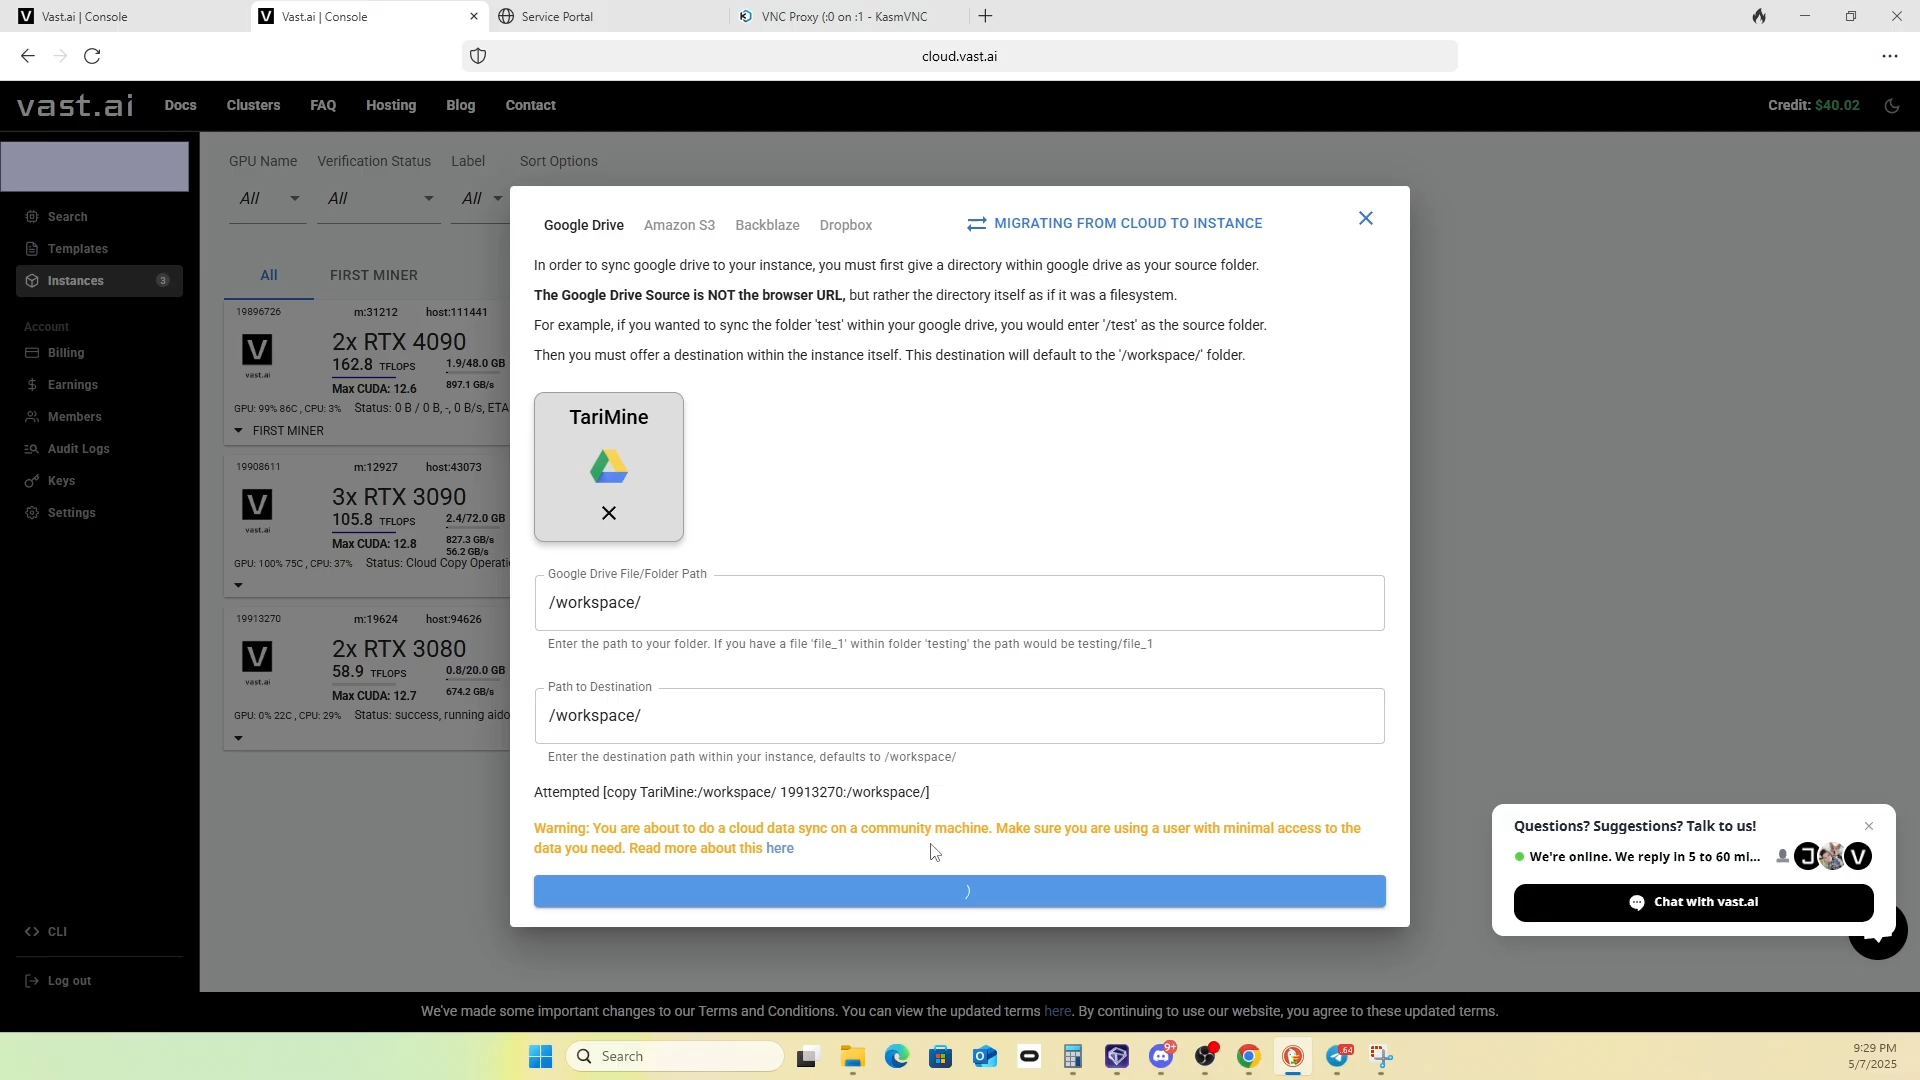 Vast.ai | Console
Vast.ai | Console
Service Portal
VNC Proxy (:0 on :1 - KasmVNC
cloud.vast.ai
vast.ai
Docs
Clusters
FAQ
Hosting
Blog
Contact
Credit: $40.02
Search
Templates
Instances 3
Account
Billing
Earnings
Members
Audit Logs
Keys
Settings
CLI
Log out
GPU Name
Verification Status
Label
Sort Options
All
All
All
All
FIRST MINER
19896726
m:31212
host:111441
vast.ai
2x RTX 4090
162.8 TFLOPS
1.9/48.0 GB
Max CUDA: 12.6
897.1 GB/s
GPU: 99% 86C , CPU: 3%
Status: 0 B / 0 B, -, 0 B/s, ETA
FIRST MINER
19908611
m:12927
host:43073
vast.ai
3x RTX 3090
105.8 TFLOPS
2.4/72.0 GB
Max CUDA: 12.8
827.3 GB/s
56.2 GB/s
GPU: 100% 75C , CPU: 37%
Status: Cloud Copy Operati
19913270
m:19624
host:94626
vast.ai
2x RTX 3080
58.9 TFLOPS
0.8/20.0 GB
Max CUDA: 12.7
674.2 GB/s
GPU: 0% 22C , CPU: 29%
Status: success, running aido
Google Drive
Amazon S3
Backblaze
Dropbox
MIGRATING FROM CLOUD TO INSTANCE
In order to sync google drive to your instance, you must first give a directory within google drive as your source folder.
The Google Drive Source is NOT the browser URL, but rather the directory itself as if it was a filesystem.
For example, if you wanted to sync the folder 'test' within your google drive, you would enter '/test' as the source folder.
Then you must offer a destination within the instance itself. This destination will default to the '/workspace/' folder.
TariMine
Google Drive File/Folder Path
/workspace/
Enter the path to your folder. If you have a file 'file_1' within folder 'testing' the path would be testing/file_1
Path to Destination
/workspace/
Enter the destination path within your instance, defaults to /workspace/
Attempted [copy TariMine:/workspace/ 19913270:/workspace/]
Warning: You are about to do a cloud data sync on a community machine. Make sure you are using a user with minimal access to the
data you need. Read more about this here
Questions? Suggestions? Talk to us!
We're online. We reply in 5 to 60 mi...
Chat with vast.ai
We've made some important changes to our Terms and Conditions. You can view the updated terms here. By continuing to use our website, you agree to these updated terms.
Search
9+
64
9:29 PM
5/7/2025